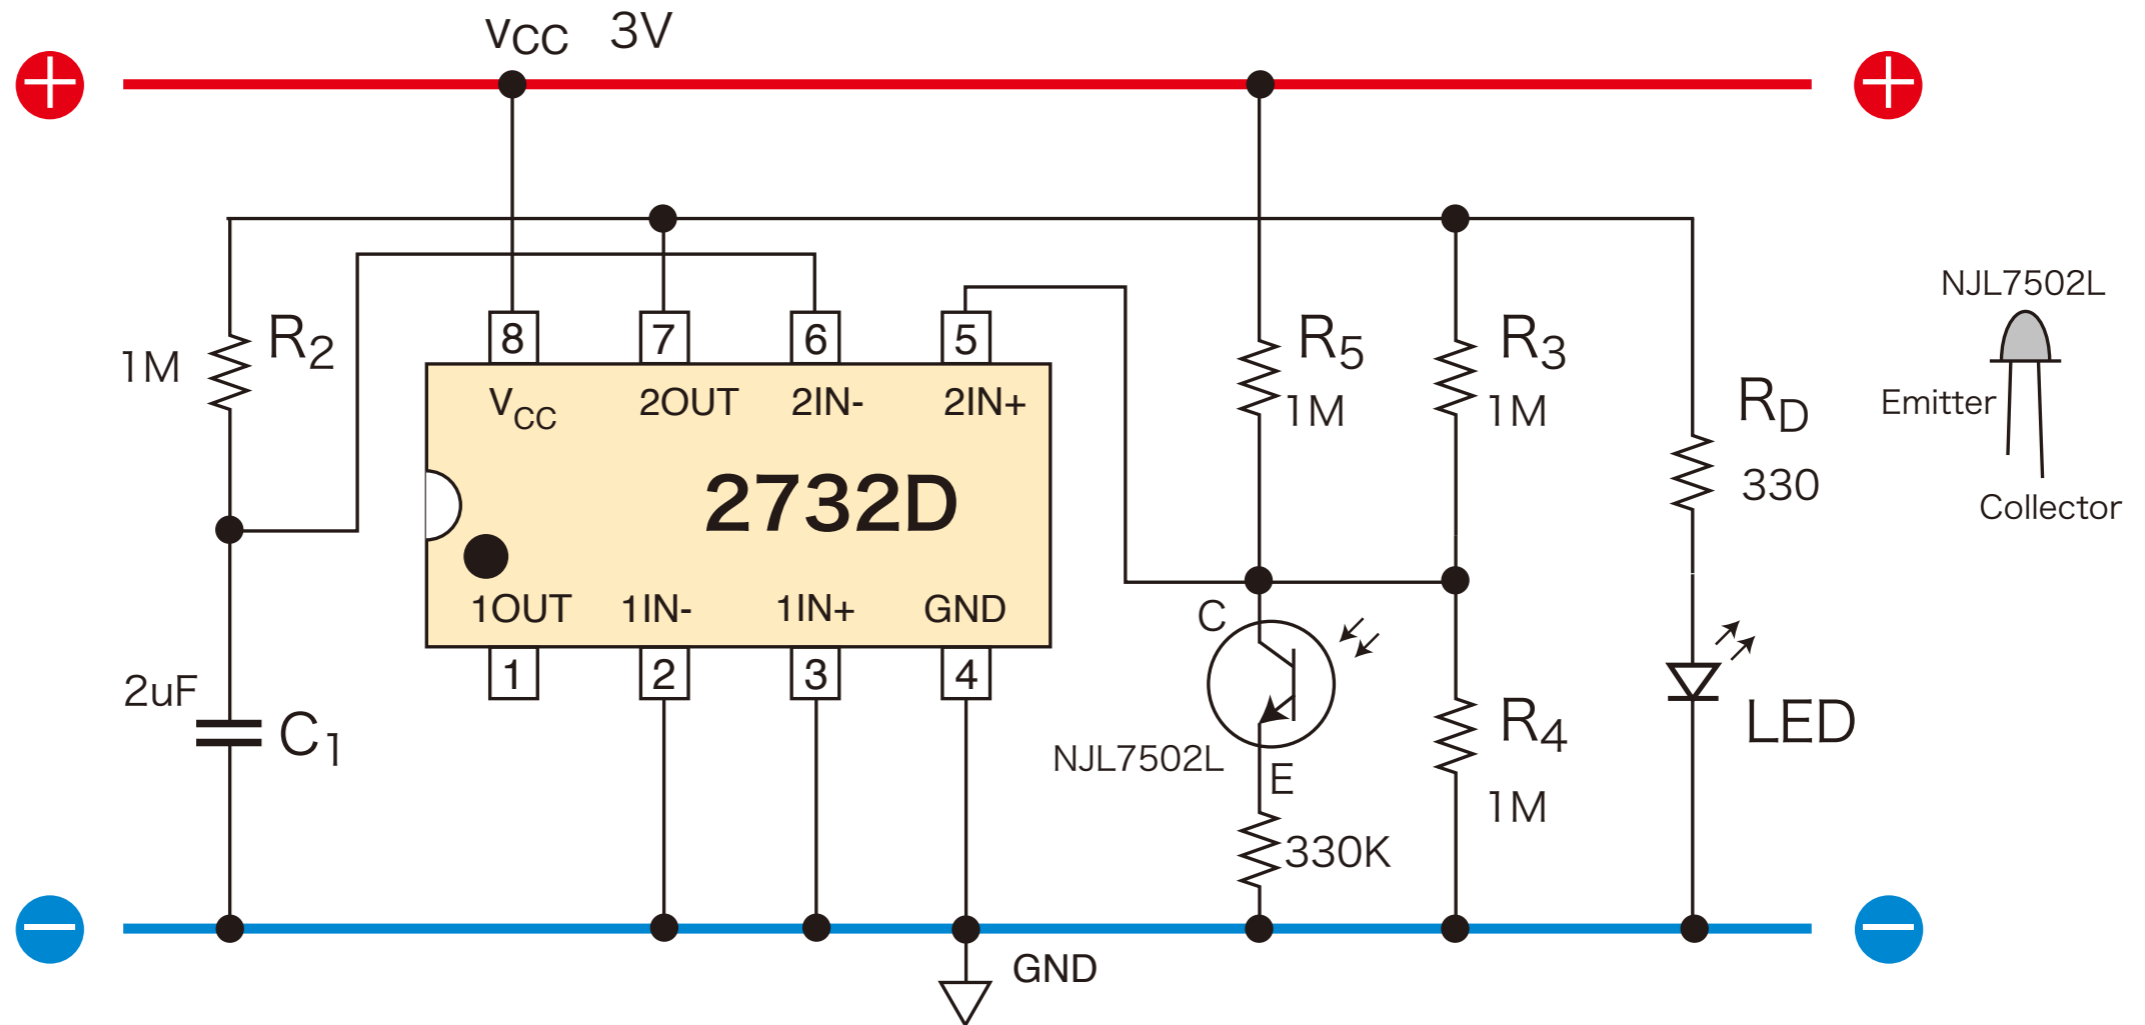 vCC 3V
+
+
NJL7502L
Emitter
Collector
1M R2
8
7
6
5
VCC
2OUT
2IN-
2IN+
2732D
1OUT
1IN-
1IN+
GND
1
2
3
4
R5
1M
R3
1M
RD
330
2uF
C1
C
NJL7502L
E
330K
R4
1M
LED
−
−
GND